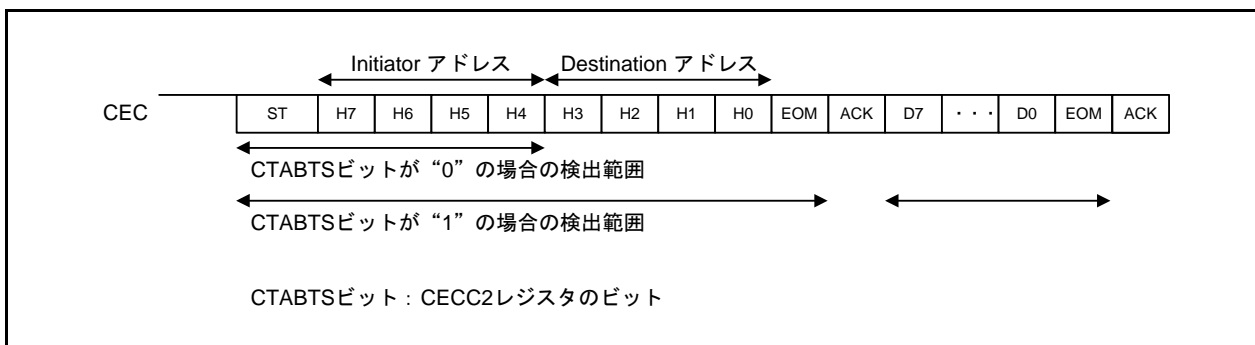 Initiator アドレス Destination アドレス
CEC ST H7 H6 H5 H4 H3 H2 H1 H0 EOM ACK D7 ・・・ D0 EOM ACK
CTABTSビットが“0”の場合の検出範囲
CTABTSビットが“1”の場合の検出範囲
CTABTSビット：CECC2レジスタのビット